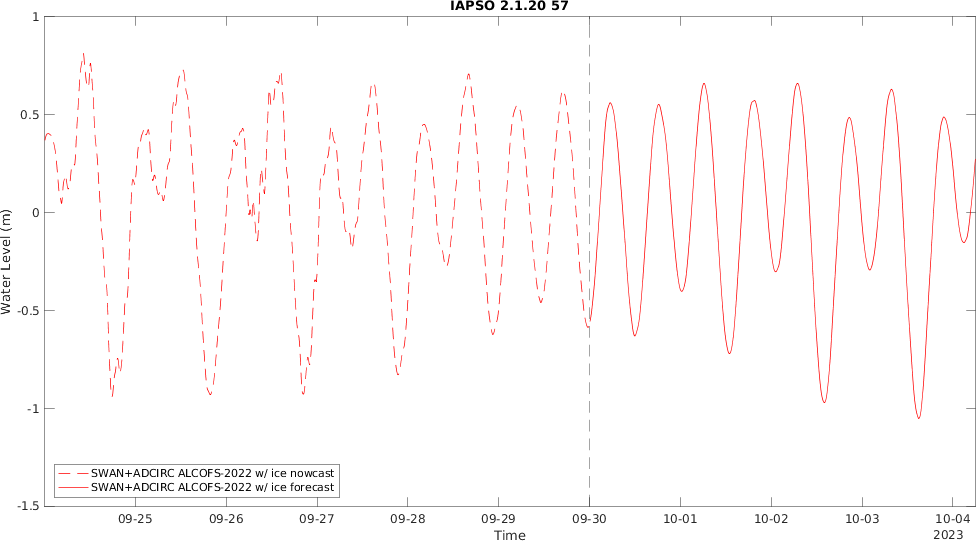 IAPSO 2.1.20 57
Water Level (m)
1
0.5
0
-0.5
-1
-1.5
SWAN+ADCIRC ALCOFS-2022 w/ ice nowcast
SWAN+ADCIRC ALCOFS-2022 w/ ice forecast
09-25 09-26 09-27 09-28 09-29 09-30 10-01 10-02 10-03 10-04
Time
2023